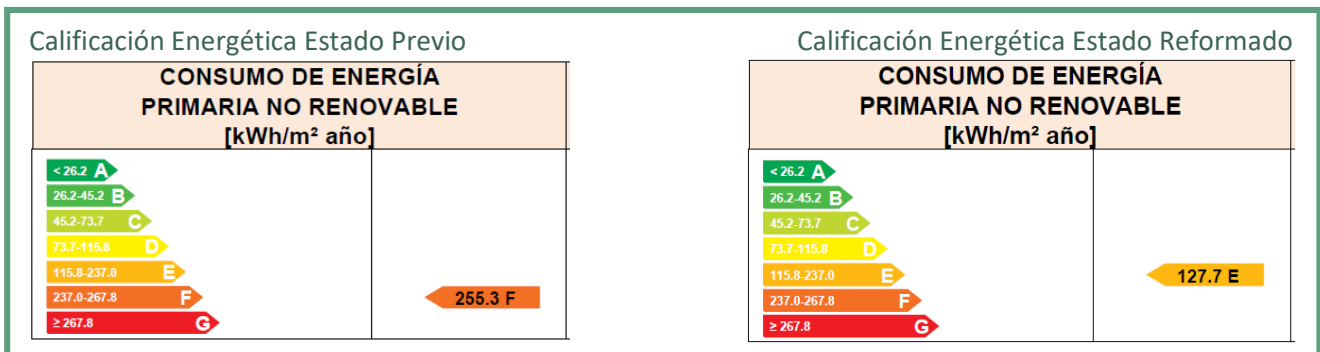 Calificación Energética Estado Previo
CONSUMO DE ENERGÍA
PRIMARIA NO RENOVABLE
[kWh/m² año]
< 26.2 A
26.2-45.2 B
45.2-73.7 C
73.7-115.8 D
115.8-237.0 E
237.0-267.8 F
≥ 267.8 G
255.3 F
Calificación Energética Estado Reformado
CONSUMO DE ENERGÍA
PRIMARIA NO RENOVABLE
[kWh/m² año]
< 26.2 A
26.2-45.2 B
45.2-73.7 C
73.7-115.8 D
115.8-237.0 E
127.7 E
237.0-267.8 F
≥ 267.8 G